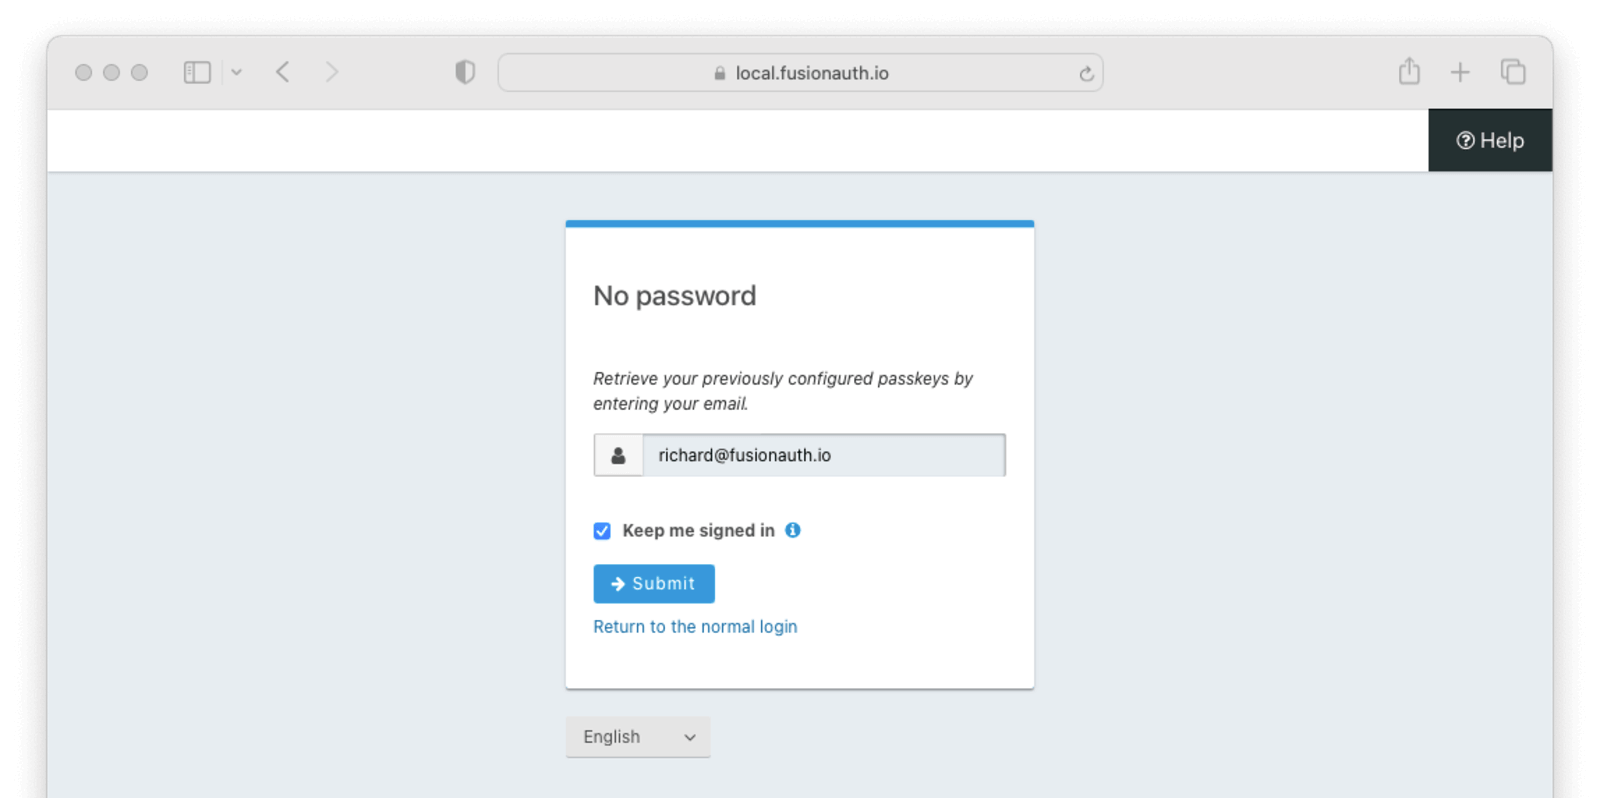 local.fusionauth.io
Help
No password
Retrieve your previously configured passkeys by
entering your email.
richard@fusionauth.io
Keep me signed in
Submit
Return to the normal login
English